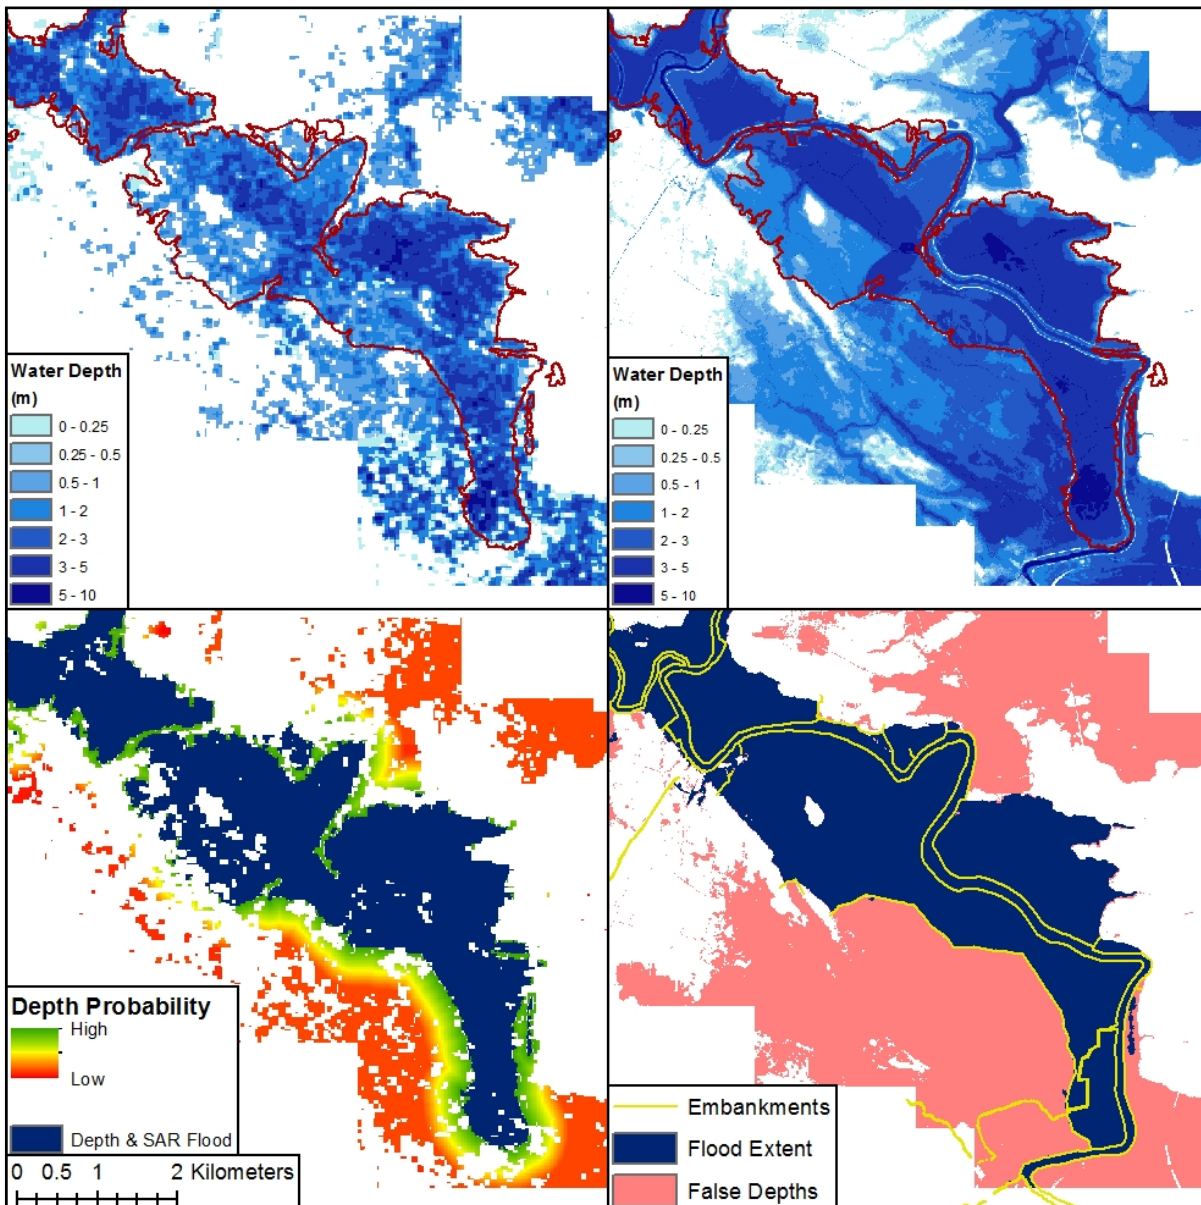 Water Depth
(m)
0 - 0.25
0.25 - 0.5
0.5 - 1
1 - 2
2 - 3
3 - 5
5 - 10
Water Depth
(m)
0 - 0.25
0.25 - 0.5
0.5 - 1
1 - 2
2 - 3
3 - 5
5 - 10
Depth Probability
High
Low
Depth & SAR Flood
0 0.5 1 2 Kilometers
Embankments
Flood Extent
False Depths